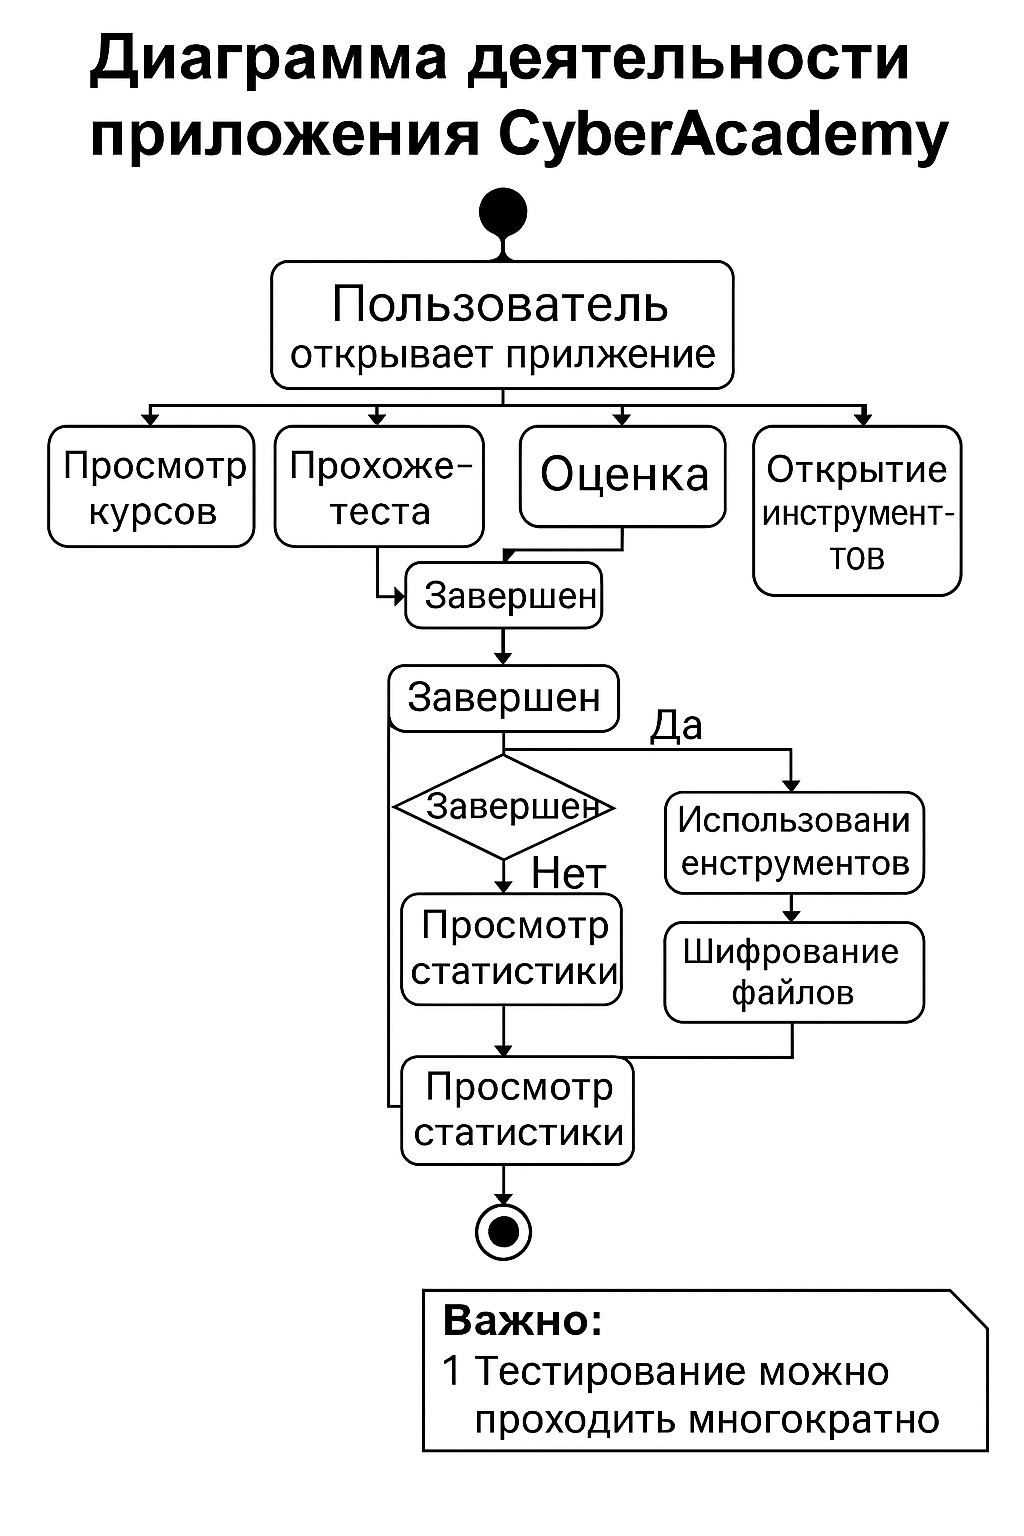 Диаграмма деятельности
приложения CyberAcademy
Пользователь
открывает прилжение
Просмотр
курсов
Прохоже-
теста
Оценка
Открытие
инструмент-
тов
Завершен
Завершен
Да
Завершен
Нет
Использовани
енструментов
Просмотр
статистики
Шифрование
файлов
Просмотр
статистики
Важно:
1 Тестирование можно
проходить многократно